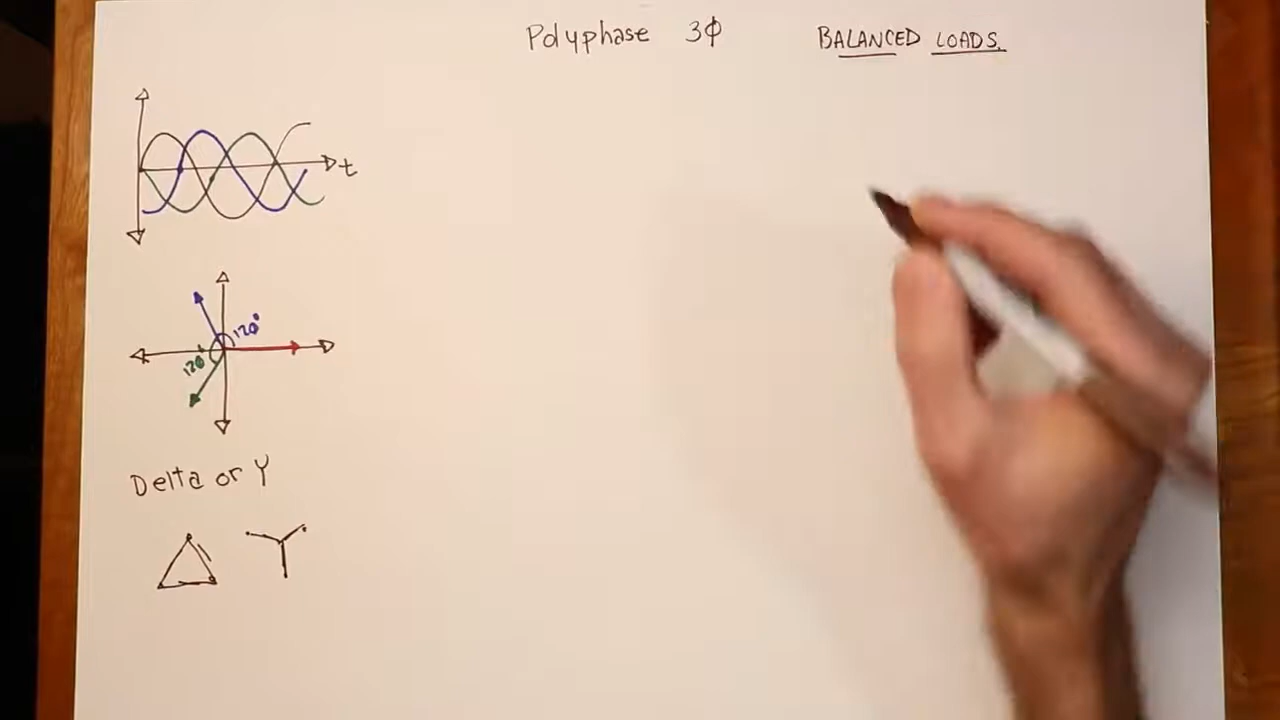 Polyphase 3ϕ
BALANCED LOADS.
t
120°
120
Delta or Y